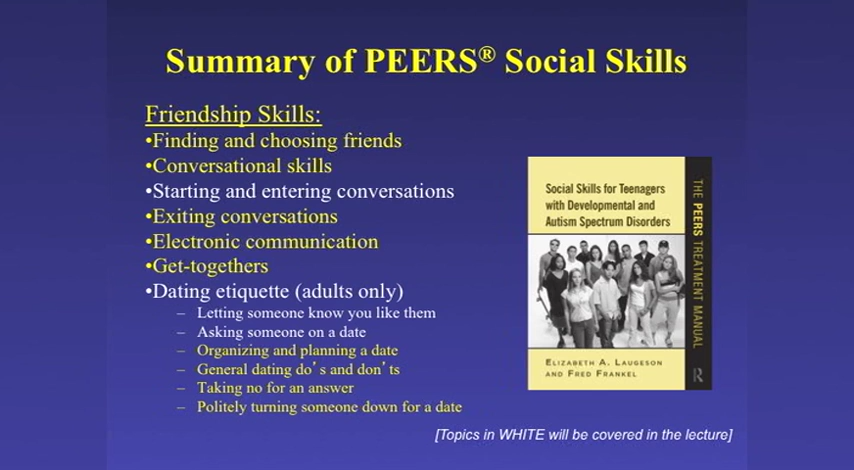 Summary of PEERS® Social Skills
Friendship Skills:
•Finding and choosing friends
•Conversational skills
•Starting and entering conversations
•Exiting conversations
•Electronic communication
•Get-togethers
•Dating etiquette (adults only)
– Letting someone know you like them
– Asking someone on a date
– Organizing and planning a date
– General dating do’s and don’ts
– Taking no for an answer
– Politely turning someone down for a date
Social Skills for Teenagers
with Developmental and
Autism Spectrum Disorders
THE PEERS TREATMENT MANUAL
ELIZABETH A. LAUGESON
AND FRED FRANKEL
R
[Topics in WHITE will be covered in the lecture]